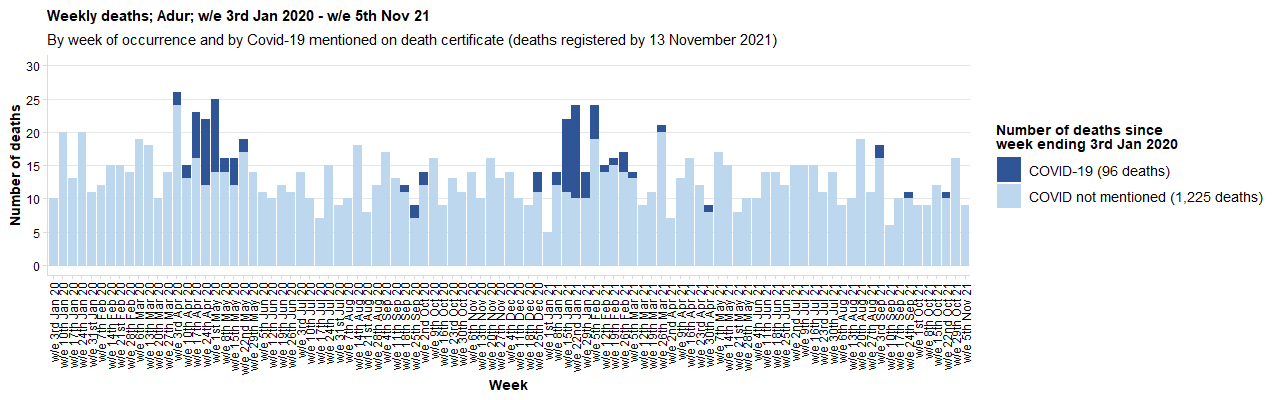 Weekly deaths; Adur; w/e 3rd Jan 2020 - w/e 5th Nov 21
By week of occurrence and by Covid-19 mentioned on death certificate (deaths registered by 13 November 2021)
Number of deaths
30
25
20
15
10
5
0
w/e 3rd Jan 20
w/e 10th Jan 20
w/e 17th Jan 20
w/e 24th Jan 20
w/e 31st Jan 20
w/e 7th Feb 20
w/e 14th Feb 20
w/e 21st Feb 20
w/e 28th Feb 20
w/e 6th Mar 20
w/e 13th Mar 20
w/e 20th Mar 20
w/e 27th Mar 20
w/e 3rd Apr 20
w/e 10th Apr 20
w/e 17th Apr 20
w/e 24th Apr 20
w/e 1st May 20
w/e 8th May 20
w/e 15th May 20
w/e 22nd May 20
w/e 29th May 20
w/e 5th Jun 20
w/e 12th Jun 20
w/e 19th Jun 20
w/e 26th Jun 20
w/e 3rd Jul 20
w/e 10th Jul 20
w/e 17th Jul 20
w/e 24th Jul 20
w/e 31st Jul 20
w/e 7th Aug 20
w/e 14th Aug 20
w/e 21st Aug 20
w/e 28th Aug 20
w/e 4th Sep 20
w/e 11th Sep 20
w/e 18th Sep 20
w/e 25th Sep 20
w/e 2nd Oct 20
w/e 9th Oct 20
w/e 16th Oct 20
w/e 23rd Oct 20
w/e 30th Oct 20
w/e 6th Nov 20
w/e 13th Nov 20
w/e 20th Nov 20
w/e 27th Nov 20
w/e 4th Dec 20
w/e 11th Dec 20
w/e 18th Dec 20
w/e 25th Dec 20
w/e 1st Jan 21
w/e 8th Jan 21
w/e 15th Jan 21
w/e 22nd Jan 21
w/e 29th Jan 21
w/e 5th Feb 21
w/e 12th Feb 21
w/e 19th Feb 21
w/e 26th Feb 21
w/e 5th Mar 21
w/e 12th Mar 21
w/e 19th Mar 21
w/e 26th Mar 21
w/e 2nd Apr 21
w/e 9th Apr 21
w/e 16th Apr 21
w/e 23rd Apr 21
w/e 30th Apr 21
w/e 7th May 21
w/e 14th May 21
w/e 21st May 21
w/e 28th May 21
w/e 4th Jun 21
w/e 11th Jun 21
w/e 18th Jun 21
w/e 25th Jun 21
w/e 2nd Jul 21
w/e 9th Jul 21
w/e 16th Jul 21
w/e 23rd Jul 21
w/e 30th Jul 21
w/e 6th Aug 21
w/e 13th Aug 21
w/e 20th Aug 21
w/e 27th Aug 21
w/e 3rd Sep 21
w/e 10th Sep 21
w/e 17th Sep 21
w/e 24th Sep 21
w/e 1st Oct 21
w/e 8th Oct 21
w/e 15th Oct 21
w/e 22nd Oct 21
w/e 29th Oct 21
w/e 5th Nov 21
Week
Number of deaths since
week ending 3rd Jan 2020
COVID-19 (96 deaths)
COVID not mentioned (1,225 deaths)